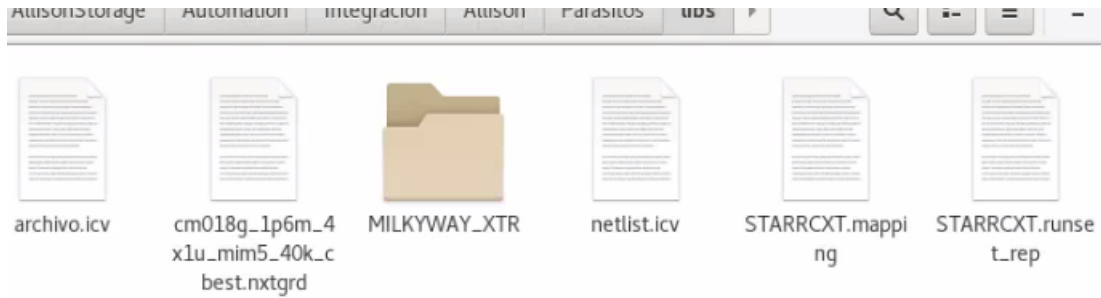 AllisonStorage Automation Integracion Allison Parasitos libs
archivo.icv
cm018g_1p6m_4
x1u_mim5_40k_c
best.nxtgrd
MILKYWAY_XTR
netlist.icv
STARRCXT.mappi
ng
STARRCXT.runse
t_rep